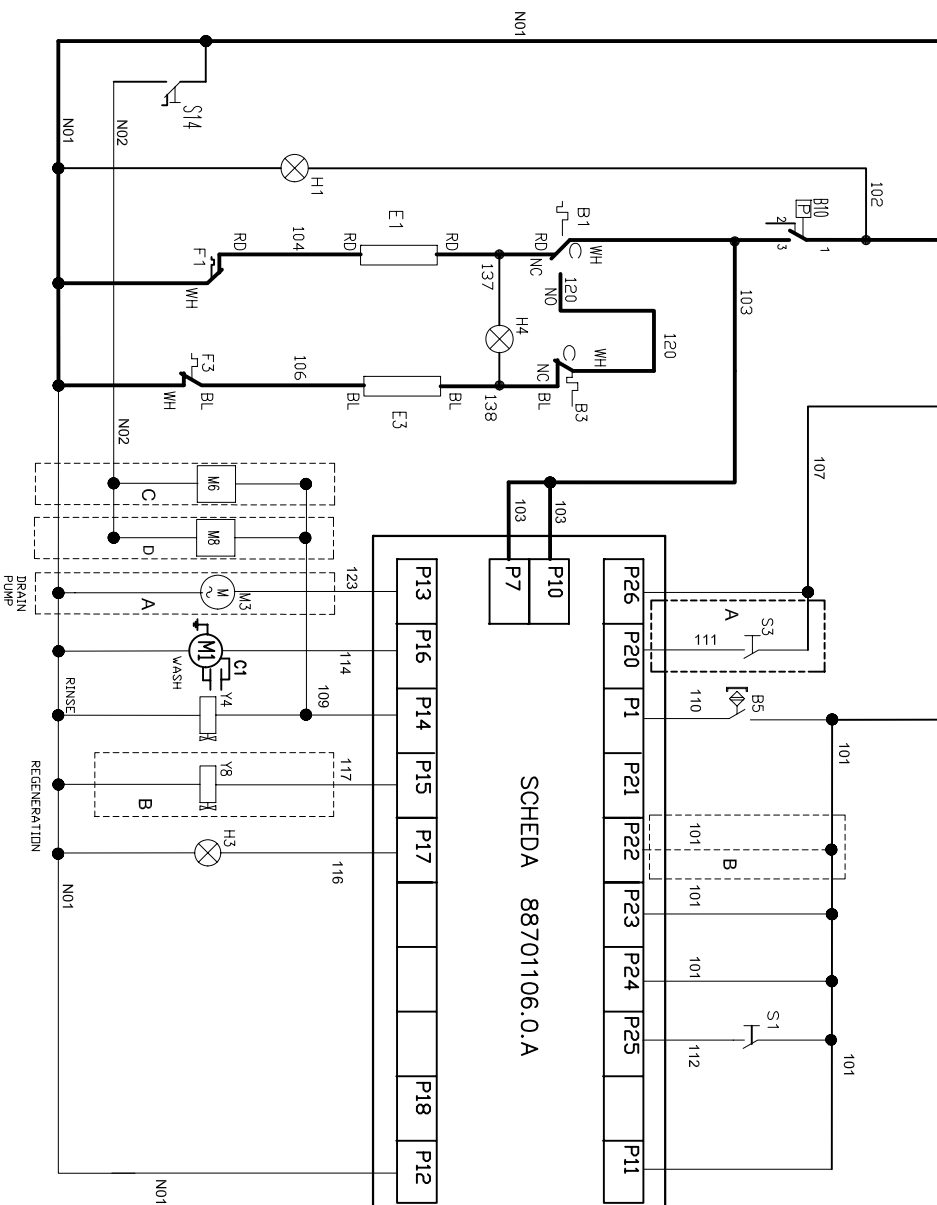 N01
S14
N01
N02
H1
102
B10
P
1
2
3
B1
E1
104
RD
RD
RD
RD
WH
NC
NO
120
120
F1
WH
137
H4
103
107
F3
106
E3
WH
BL
BL
BL
BL
NC
WH
B3
138
N02
103
103
P7
P10
M6
C
M8
D
DRAIN
PUMP
A
M3
123
P13
P26
A
S3
111
P20
M1
C1
WASH
114
P16
RINSE
Y4
109
P14
P1
110
B5
101
REGENERATION
B
Y8
117
P15
P21
SCHEDA 88701106.0.A
P22
101
B
H3
116
P17
P23
101
N01
P24
101
P25
112
S1
101
P18
P12
P11
N01